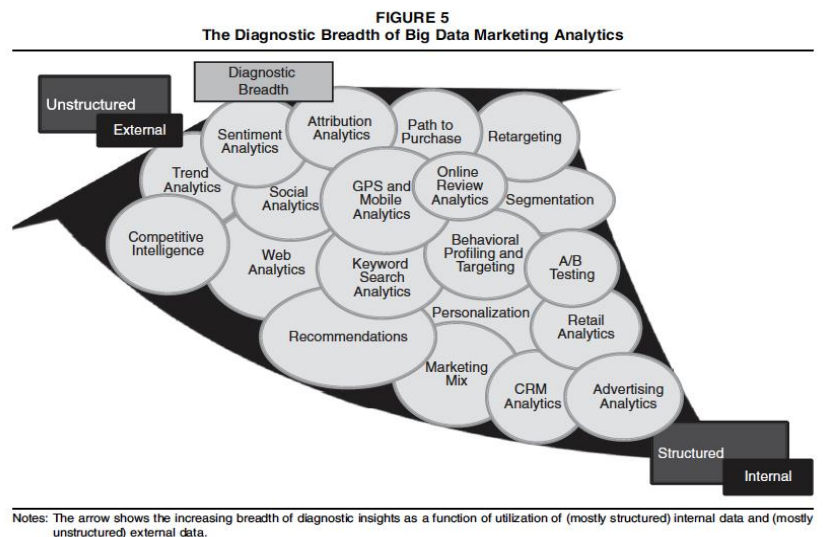 FIGURE 5
The Diagnostic Breadth of Big Data Marketing Analytics
Diagnostic
Breadth
Unstructured
External
Sentiment
Analytics
Attribution
Analytics
Path to
Purchase
Retargeting
Trend
Analytics
Social
Analytics
GPS and
Mobile
Analytics
Online
Review
Analytics
Segmentation
Competitive
Intelligence
Web
Analytics
Keyword
Search
Analytics
Behavioral
Profiling and
Targeting
A/B
Testing
Personalization
Recommendations
Retail
Analytics
Marketing
Mix
CRM
Analytics
Advertising
Analytics
Structured
Internal
Notes: The arrow shows the increasing breadth of diagnostic insights as a function of utilization of (mostly structured) internal data and (mostly
unstructured) external data.